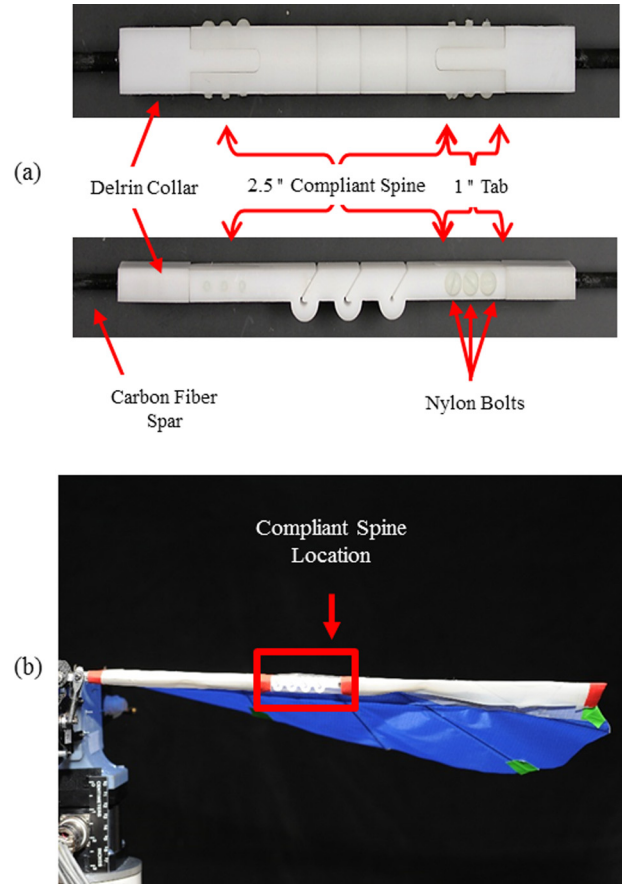 (a)
Delrin Collar
2.5" Compliant Spine
1" Tab
Carbon Fiber
Spar
Nylon Bolts
(b)
Compliant Spine
Location